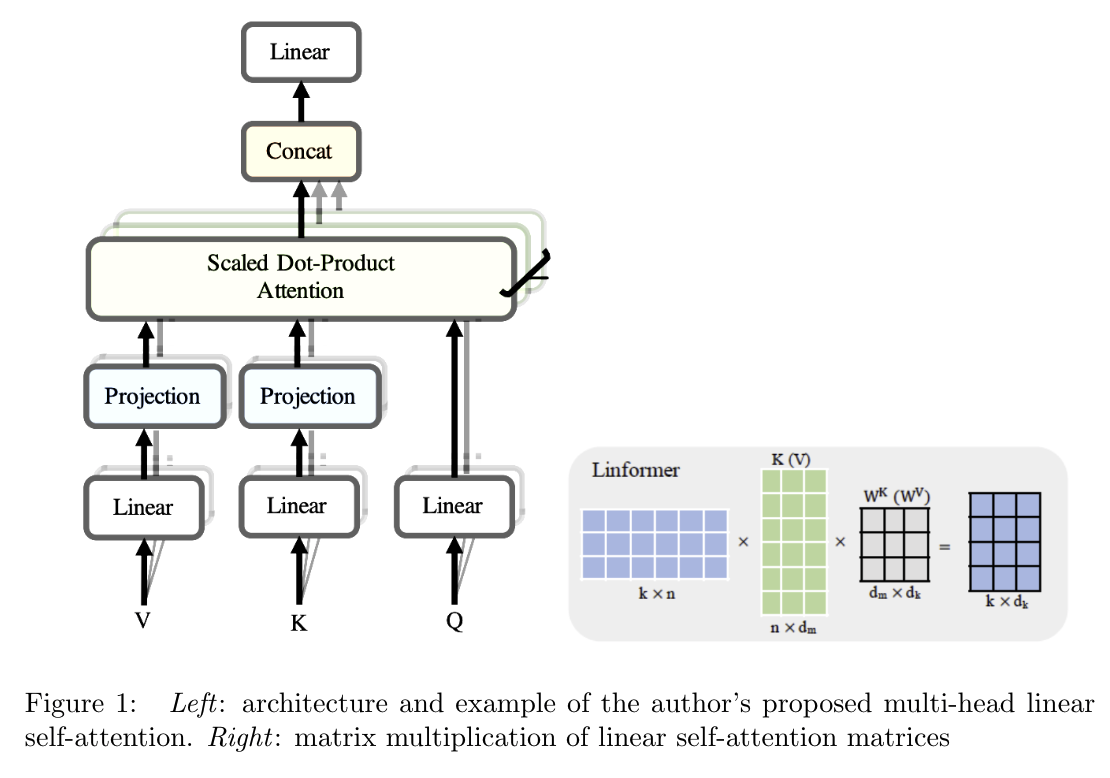 Linear
Concat
Scaled Dot-Product
Attention
Projection
Projection
Linear
Linear
Linear
V
K
Q
Linformer
K (V)
W^K (W^V)
×
×
=
k × n
n × d_m
d_m × d_k
k × d_k
Figure 1: Left: architecture and example of the author's proposed multi-head linear
self-attention. Right: matrix multiplication of linear self-attention matrices